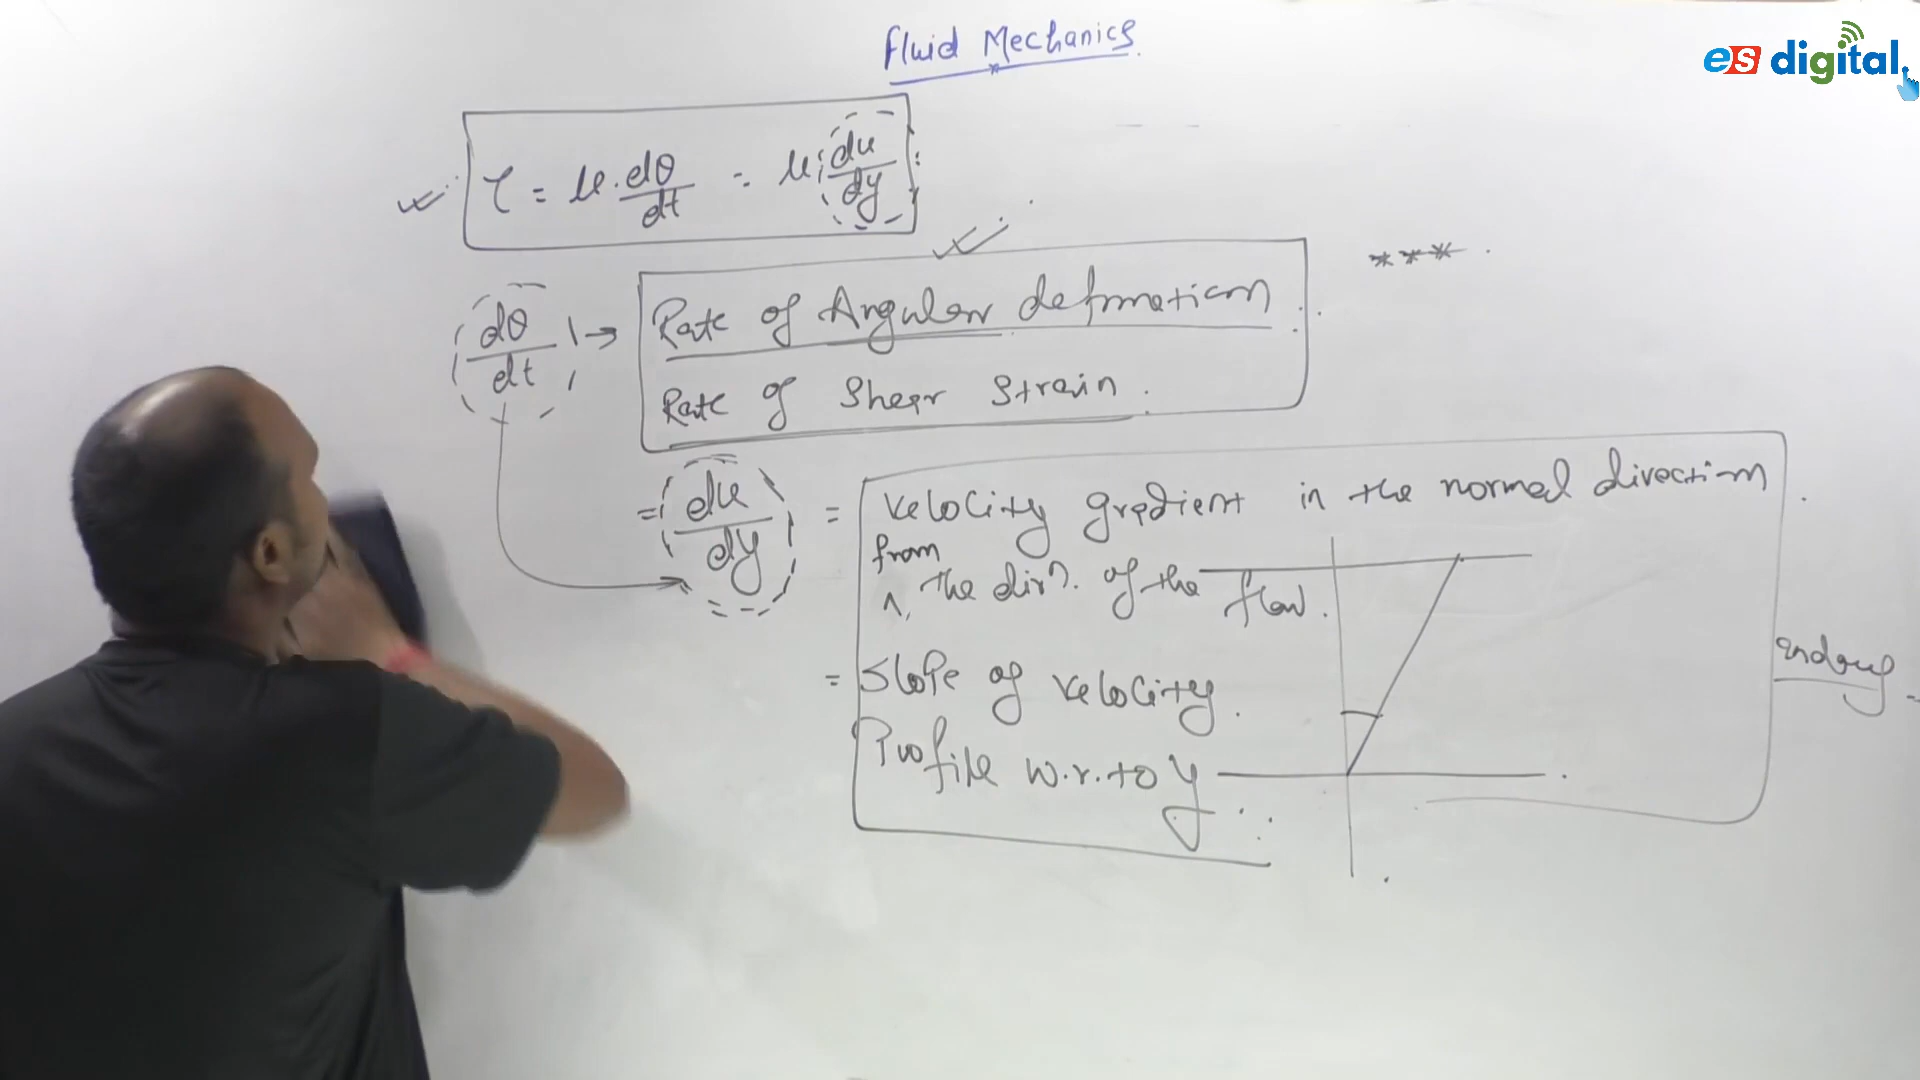 es digital
Fluid Mechanics
τ = μ. dθ/dt = μ du/dy
dθ/dt → Rate of Angular deformation
Rate of Shear Strain.
= du/dy = Velocity gradient in the normal direction
from
∧ the dirn. of the flow.
= Slope of velocity.
Profile w.r.to y